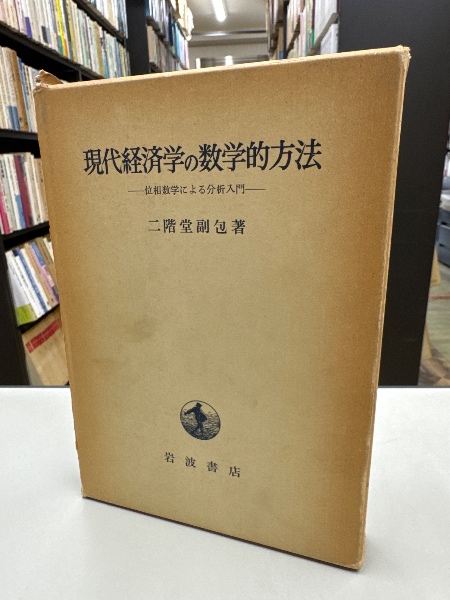 現代経済学の数学的方法
——位相数学による分析入門——
二階堂副包著
岩波書店